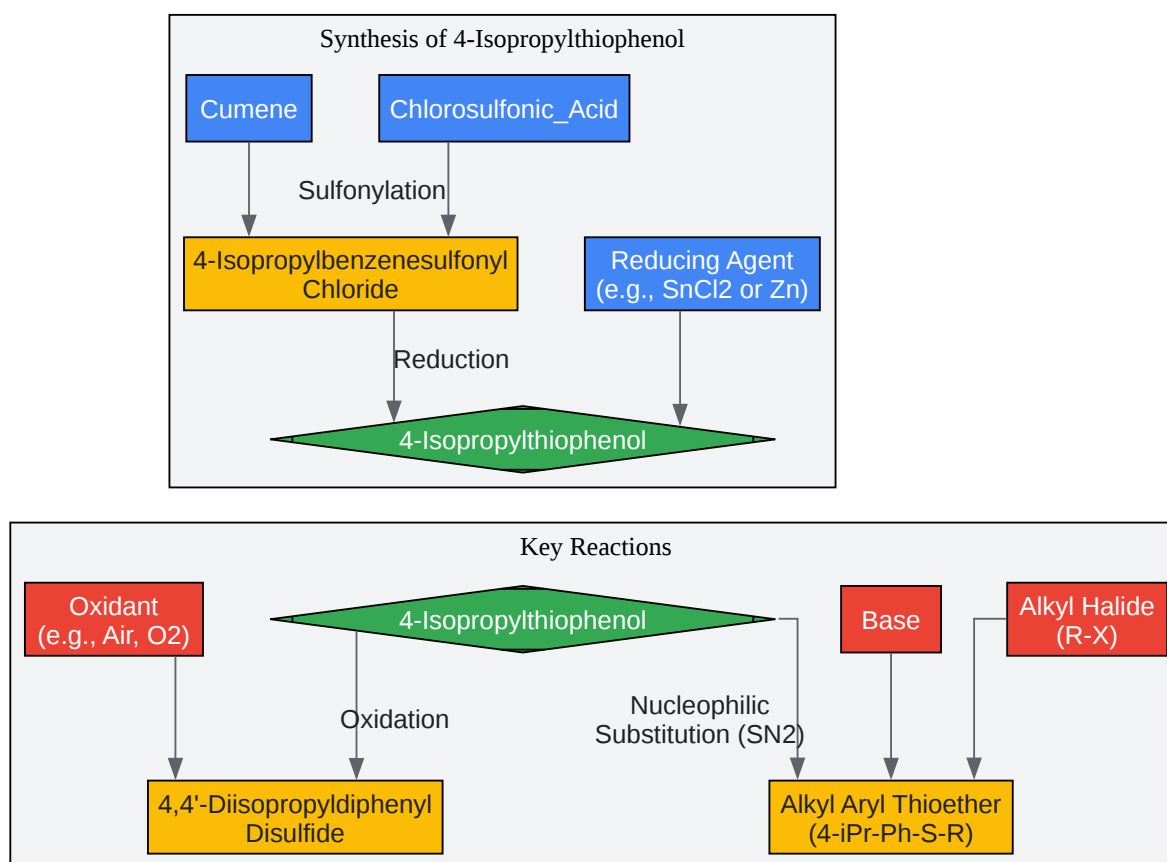 Synthesis of 4-Isopropylthiophenol
Cumene
Chlorosulfonic_Acid
Sulfonylation
4-Isopropylbenzenesulfonyl
Chloride
Reducing Agent
(e.g., SnCl2 or Zn)
Reduction
4-Isopropylthiophenol
Key Reactions
Oxidant
(e.g., Air, O2)
4-Isopropylthiophenol
Base
Alkyl Halide
(R-X)
Oxidation
Nucleophilic
Substitution (SN2)
4,4'-Diisopropyldiphenyl
Disulfide
Alkyl Aryl Thioether
(4-iPr-Ph-S-R)